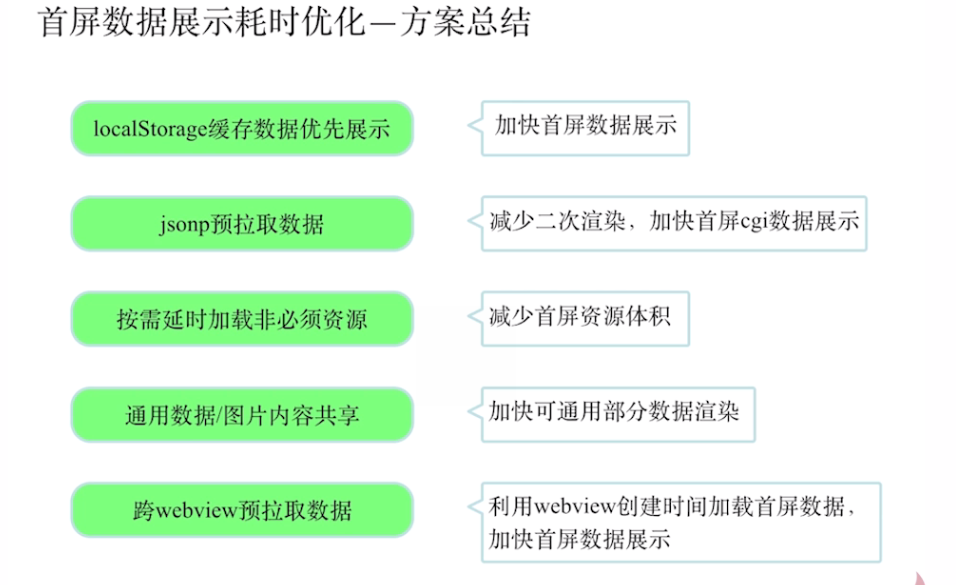 首屏数据展示耗时优化—方案总结
localStorage缓存数据优先展示
加快首屏数据展示
jsonp预拉取数据
减少二次渲染，加快首屏cgi数据展示
按需延时加载非必须资源
减少首屏资源体积
通用数据/图片内容共享
加快可通用部分数据渲染
跨webview预拉取数据
利用webview创建时间加载首屏数据，
加快首屏数据展示